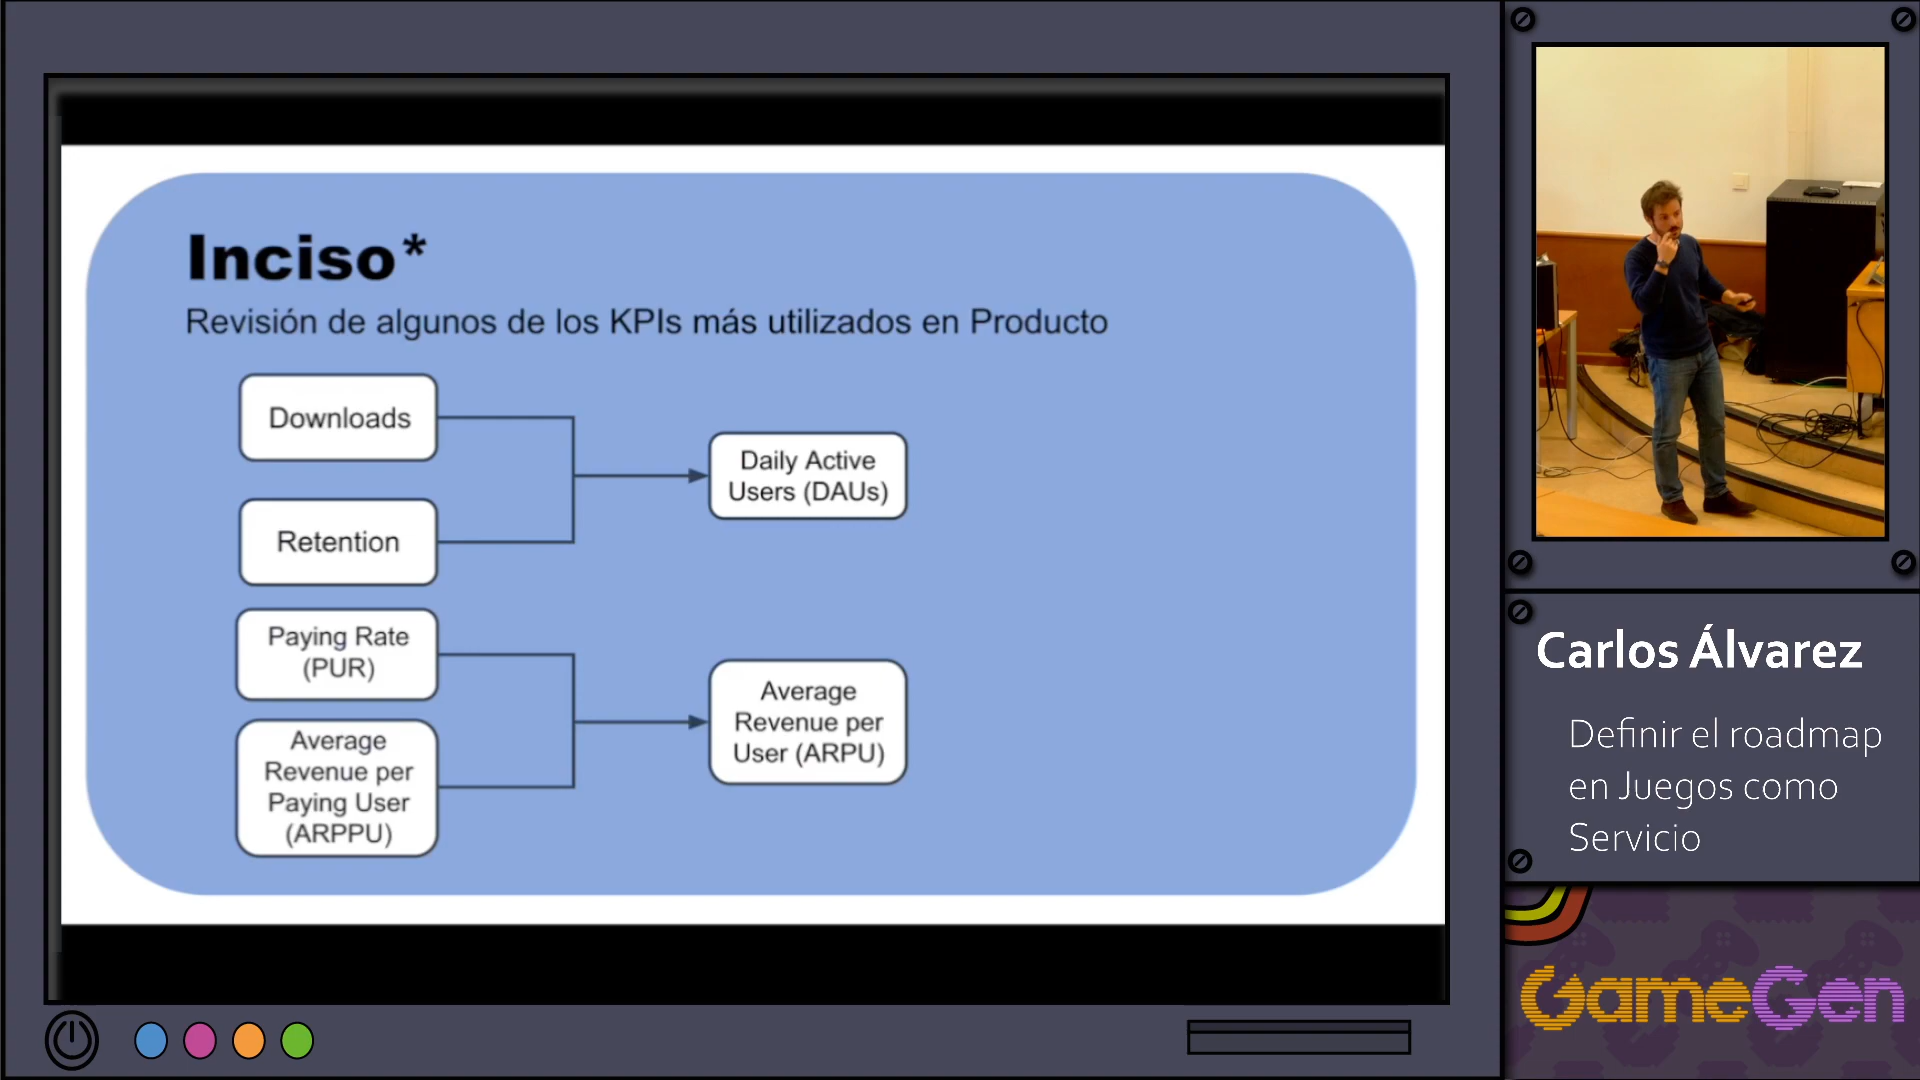 Inciso*
Revisión de algunos de los KPIs más utilizados en Producto
Downloads
Retention
Daily Active
Users (DAUs)
Paying Rate
(PUR)
Average
Revenue per
Paying User
(ARPPU)
Average
Revenue per
User (ARPU)
Carlos Álvarez
Definir el roadmap
en Juegos como
Servicio
GameGen